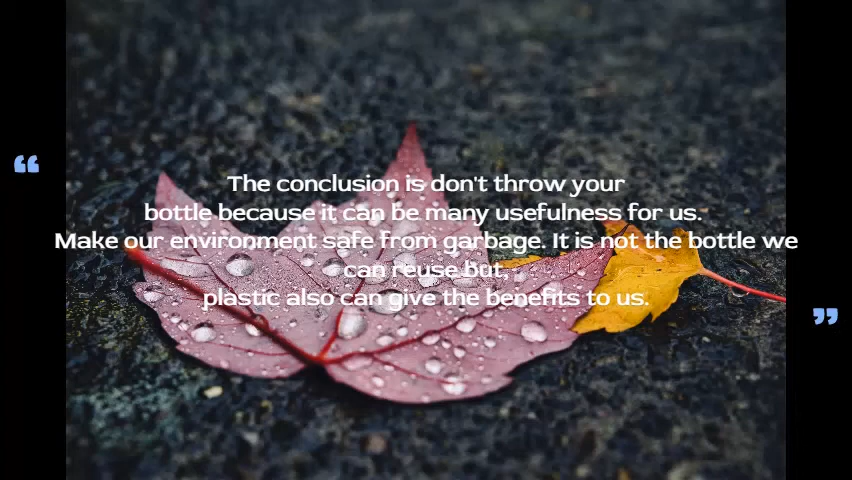 “
The conclusion is don't throw your
bottle because it can be many usefulness for us.
Make our environment safe from garbage. It is not the bottle we
can reuse but,
plastic also can give the benefits to us.
”